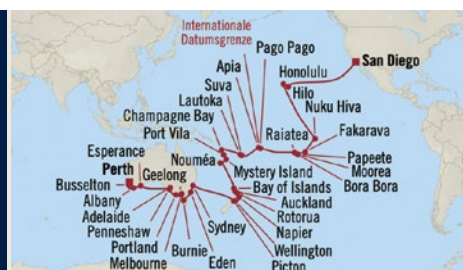 Internationale
Datumsgrenze
Pago Pago
Apia
Suva
Lautoka
Champagne Bay
Port Vila
Honolulu
San Diego
Hilo
Nuku Hiva
Raiatea
Fakarava
Papeete
Moorea
Bora Bora
Nouméa
Mystery Island
Bay of Islands
Auckland
Rotorua
Napier
Wellington
Picton
Esperance
Perth
Geelong
Busselton
Albany
Adelaide
Penneshaw
Portland
Melbourne
Burnie
Eden
Sydney